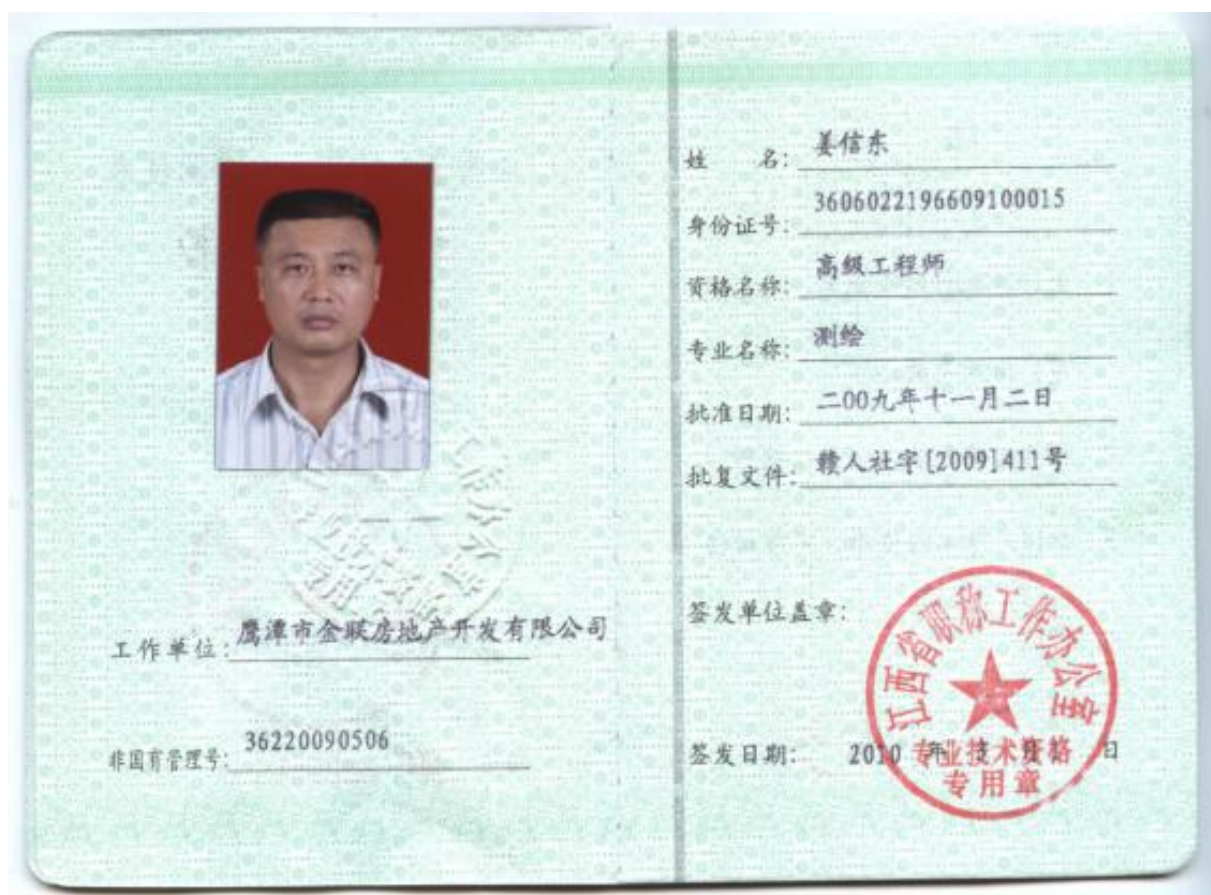 工作单位:鹰潭市金联房地产开发有限公司
非国有管理号:36220090506
姓 名:姜信东
身份证号:3606022196609100015
资格名称:高级工程师
专业名称:测绘
批准日期:二00九年十一月二日
批复文件:赣人社字[2009]411号
签发单位盖章:
江西省职称工作办公室
专业技术资格
专用章
签发日期: 2010 年 月 日